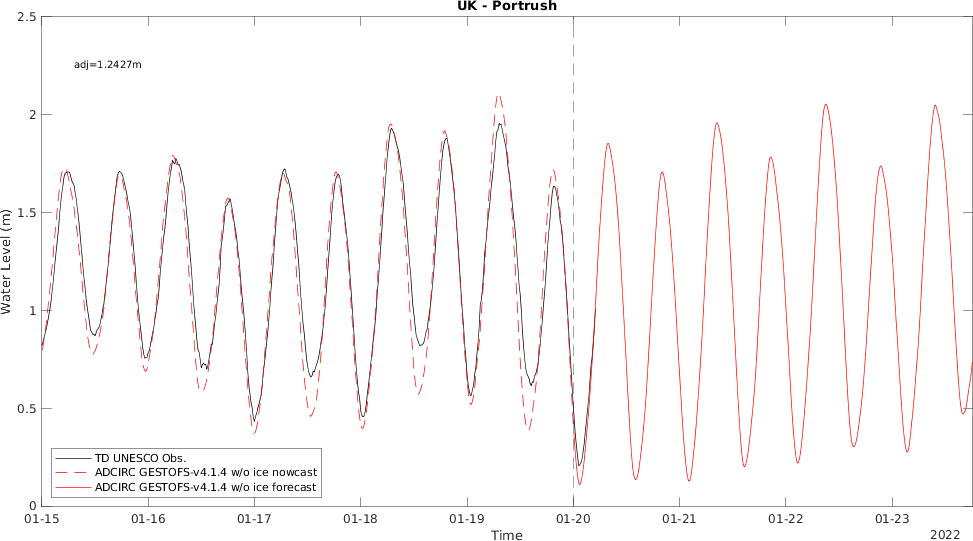 UK - Portrush
2.5
adj=1.2427m
2
1.5
Water Level (m)
1
0.5
TD UNESCO Obs.
ADCIRC GESTOFS-v4.1.4 w/o ice nowcast
ADCIRC GESTOFS-v4.1.4 w/o ice forecast
0
01-15 01-16 01-17 01-18 01-19 01-20 01-21 01-22 01-23
Time
2022